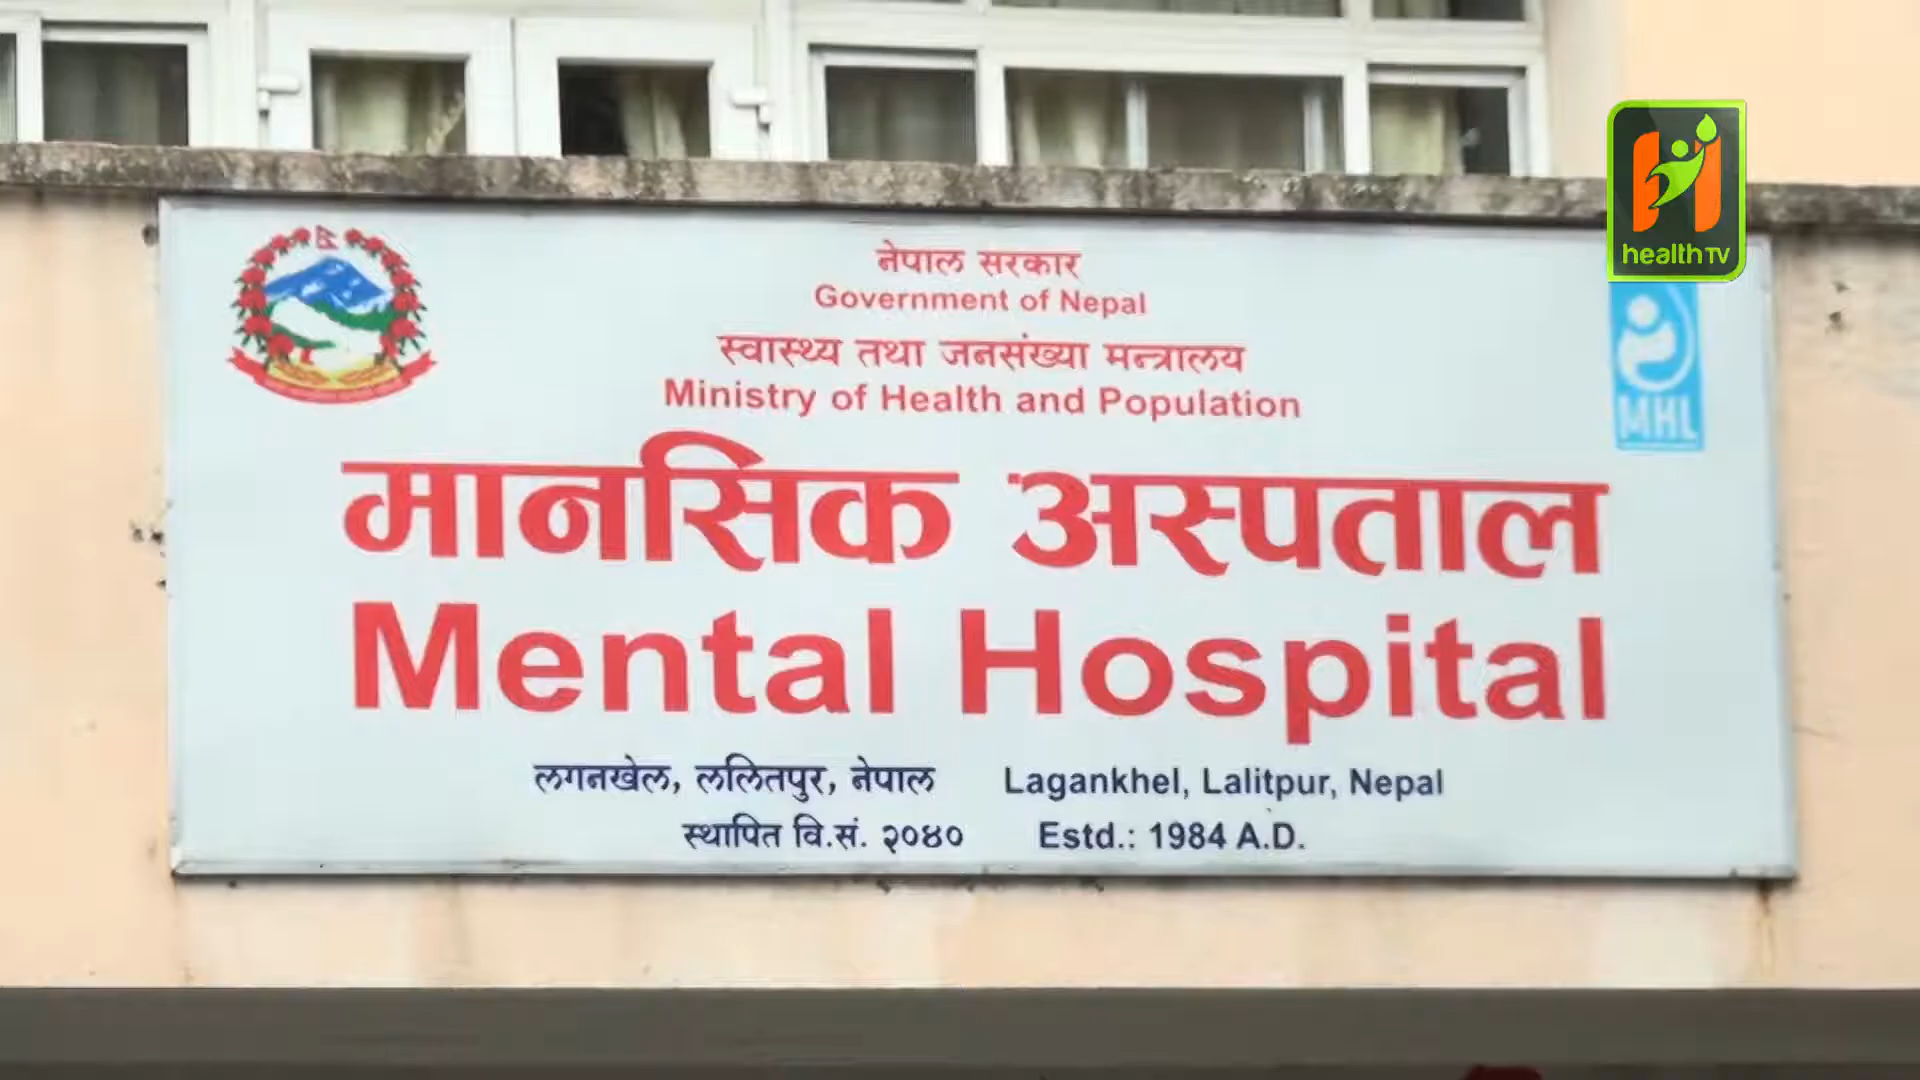 नेपाल सरकार
Government of Nepal
स्वास्थ्य तथा जनसंख्या मन्त्रालय
Ministry of Health and Population
मानसिक अस्पताल
Mental Hospital
लगनखेल, ललितपुर, नेपाल Lagankhel, Lalitpur, Nepal
स्थापित वि.सं. २०४० Estd.: 1984 A.D.
health TV
MHL